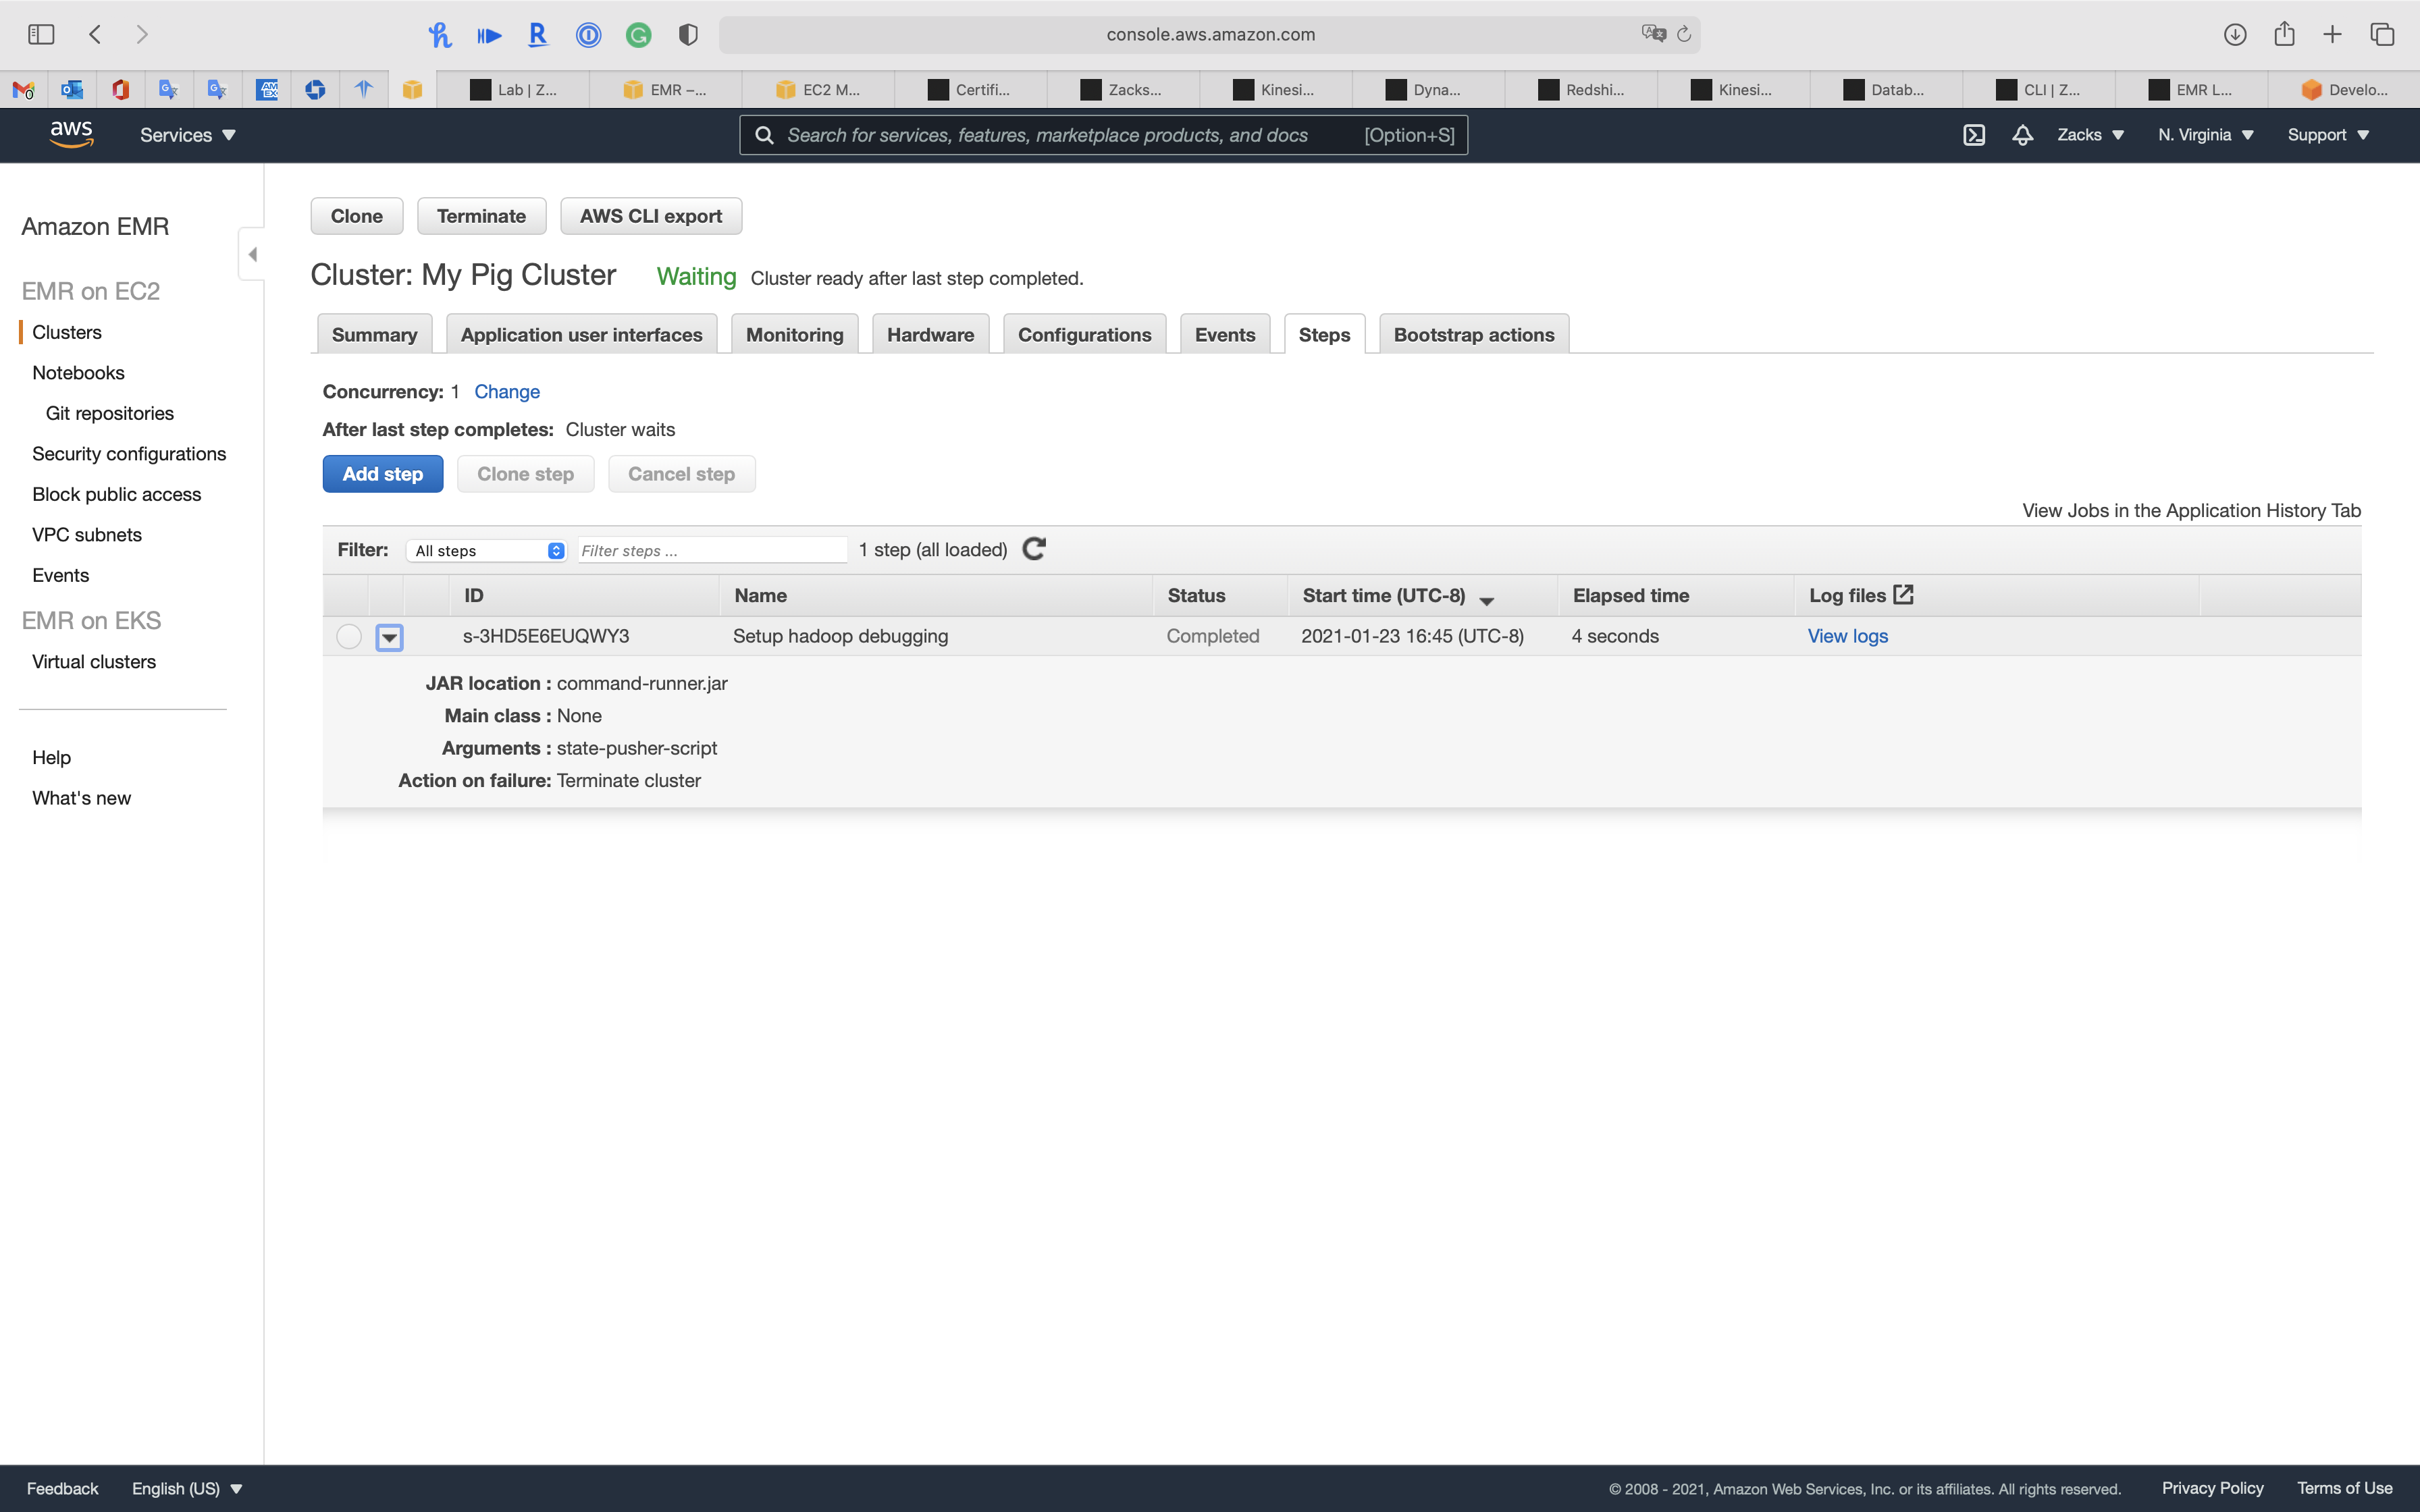 console.aws.amazon.com
Lab | Z...
EMR –...
EC2 M...
Certifi...
Zacks...
Kinesi...
Dyna...
Redshi...
Kinesi...
Datab...
CLI | Z...
EMR L...
Develo...
aws
Services
Search for services, features, marketplace products, and docs [Option+S]
Zacks
N. Virginia
Support
Amazon EMR
EMR on EC2
Clusters
Notebooks
Git repositories
Security configurations
Block public access
VPC subnets
Events
EMR on EKS
Virtual clusters
Help
What's new
Clone
Terminate
AWS CLI export
Cluster: My Pig Cluster
Waiting
Cluster ready after last step completed.
Summary
Application user interfaces
Monitoring
Hardware
Configurations
Events
Steps
Bootstrap actions
Concurrency: 1 Change
After last step completes: Cluster waits
Add step
Clone step
Cancel step
View Jobs in the Application History Tab
Filter: All steps Filter steps ... 1 step (all loaded)
ID Name Status Start time (UTC-8) Elapsed time Log files
s-3HD5E6EUQWY3 Setup hadoop debugging Completed 2021-01-23 16:45 (UTC-8) 4 seconds View logs
JAR location : command-runner.jar
Main class : None
Arguments : state-pusher-script
Action on failure: Terminate cluster
Feedback
English (US)
© 2008 - 2021, Amazon Web Services, Inc. or its affiliates. All rights reserved.
Privacy Policy
Terms of Use